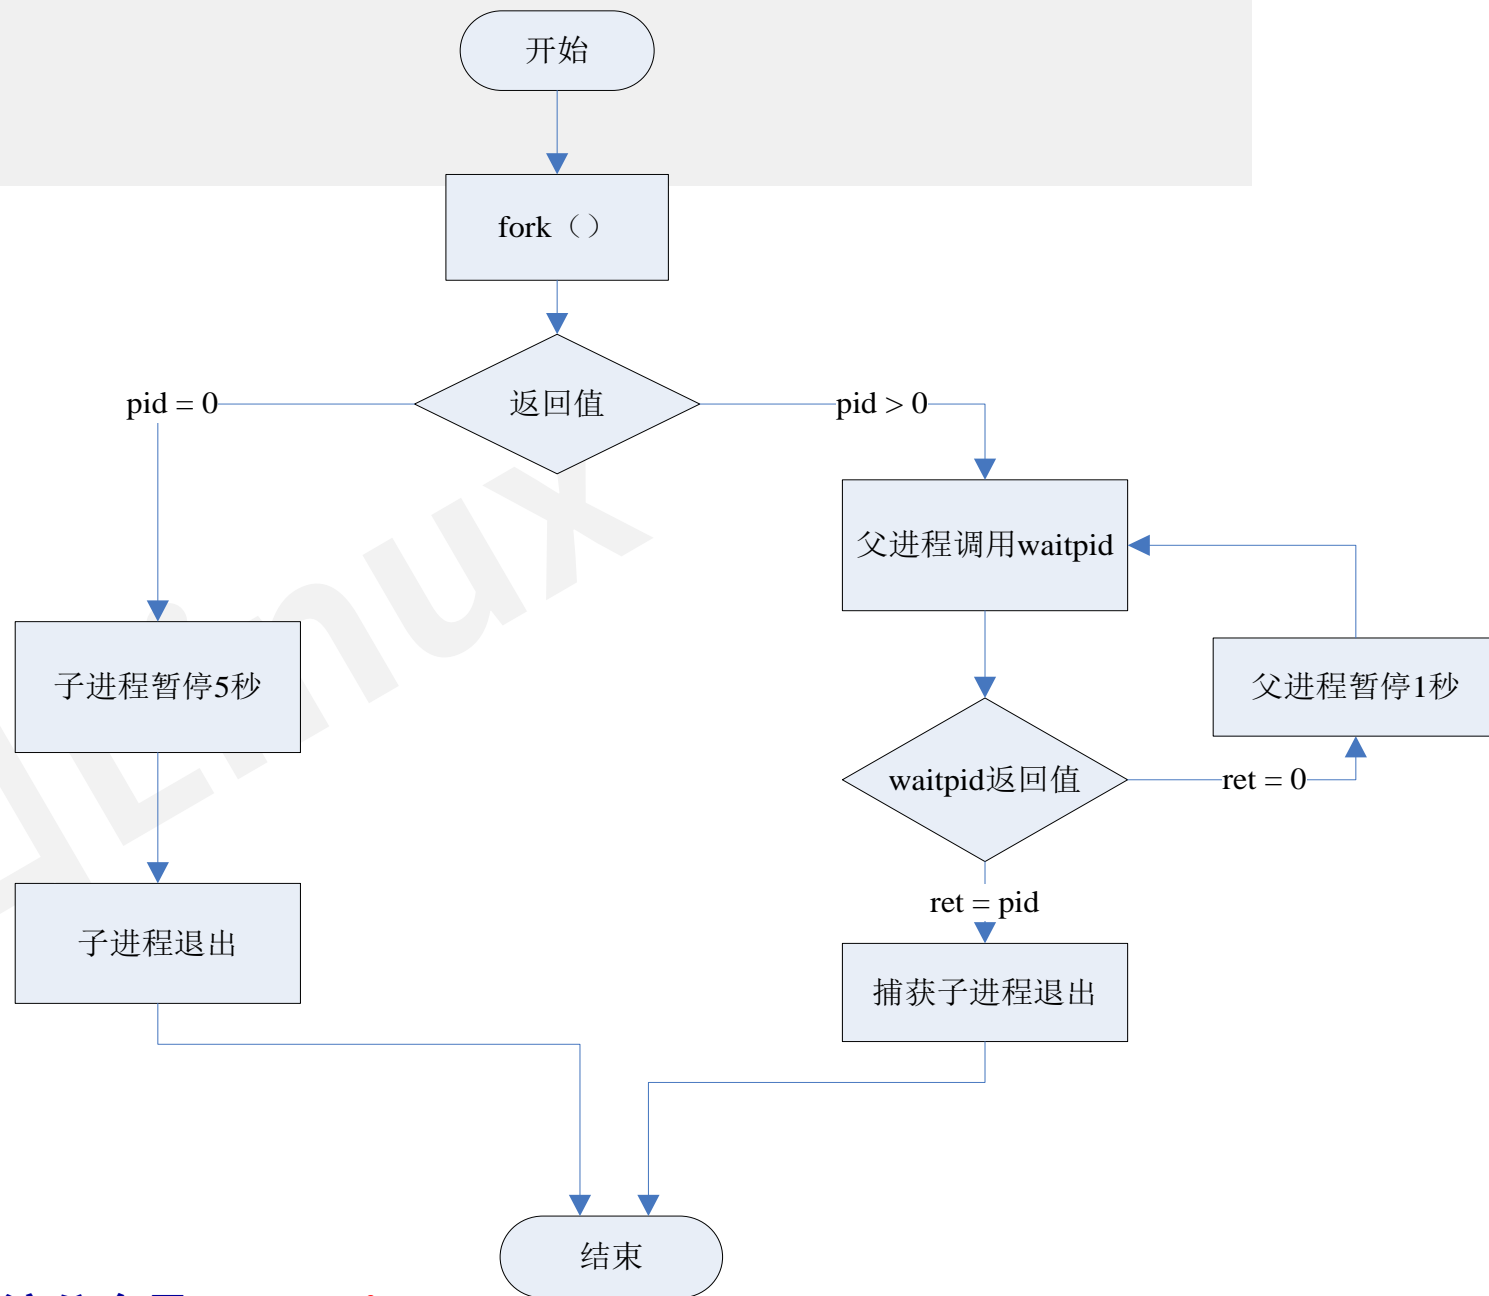 开始
fork（）
返回值
pid = 0
pid > 0
父进程调用waitpid
子进程暂停5秒
父进程暂停1秒
waitpid返回值
ret = 0
ret = pid
子进程退出
捕获子进程退出
结束
Linux